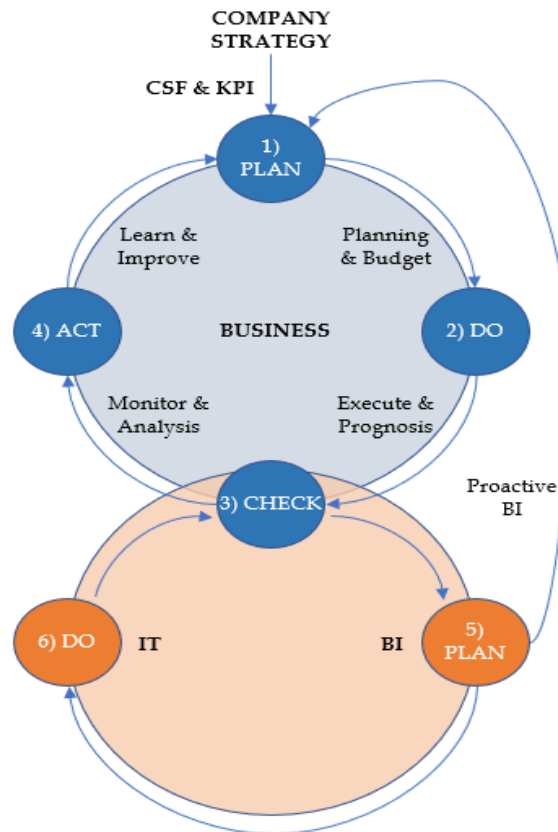 COMPANY
STRATEGY
CSF & KPI
1)
PLAN
Learn &
Improve
Planning
& Budget
4) ACT
BUSINESS
2) DO
Monitor &
Analysis
Execute &
Prognosis
3) CHECK
Proactive
BI
6) DO
IT
BI
5)
PLAN